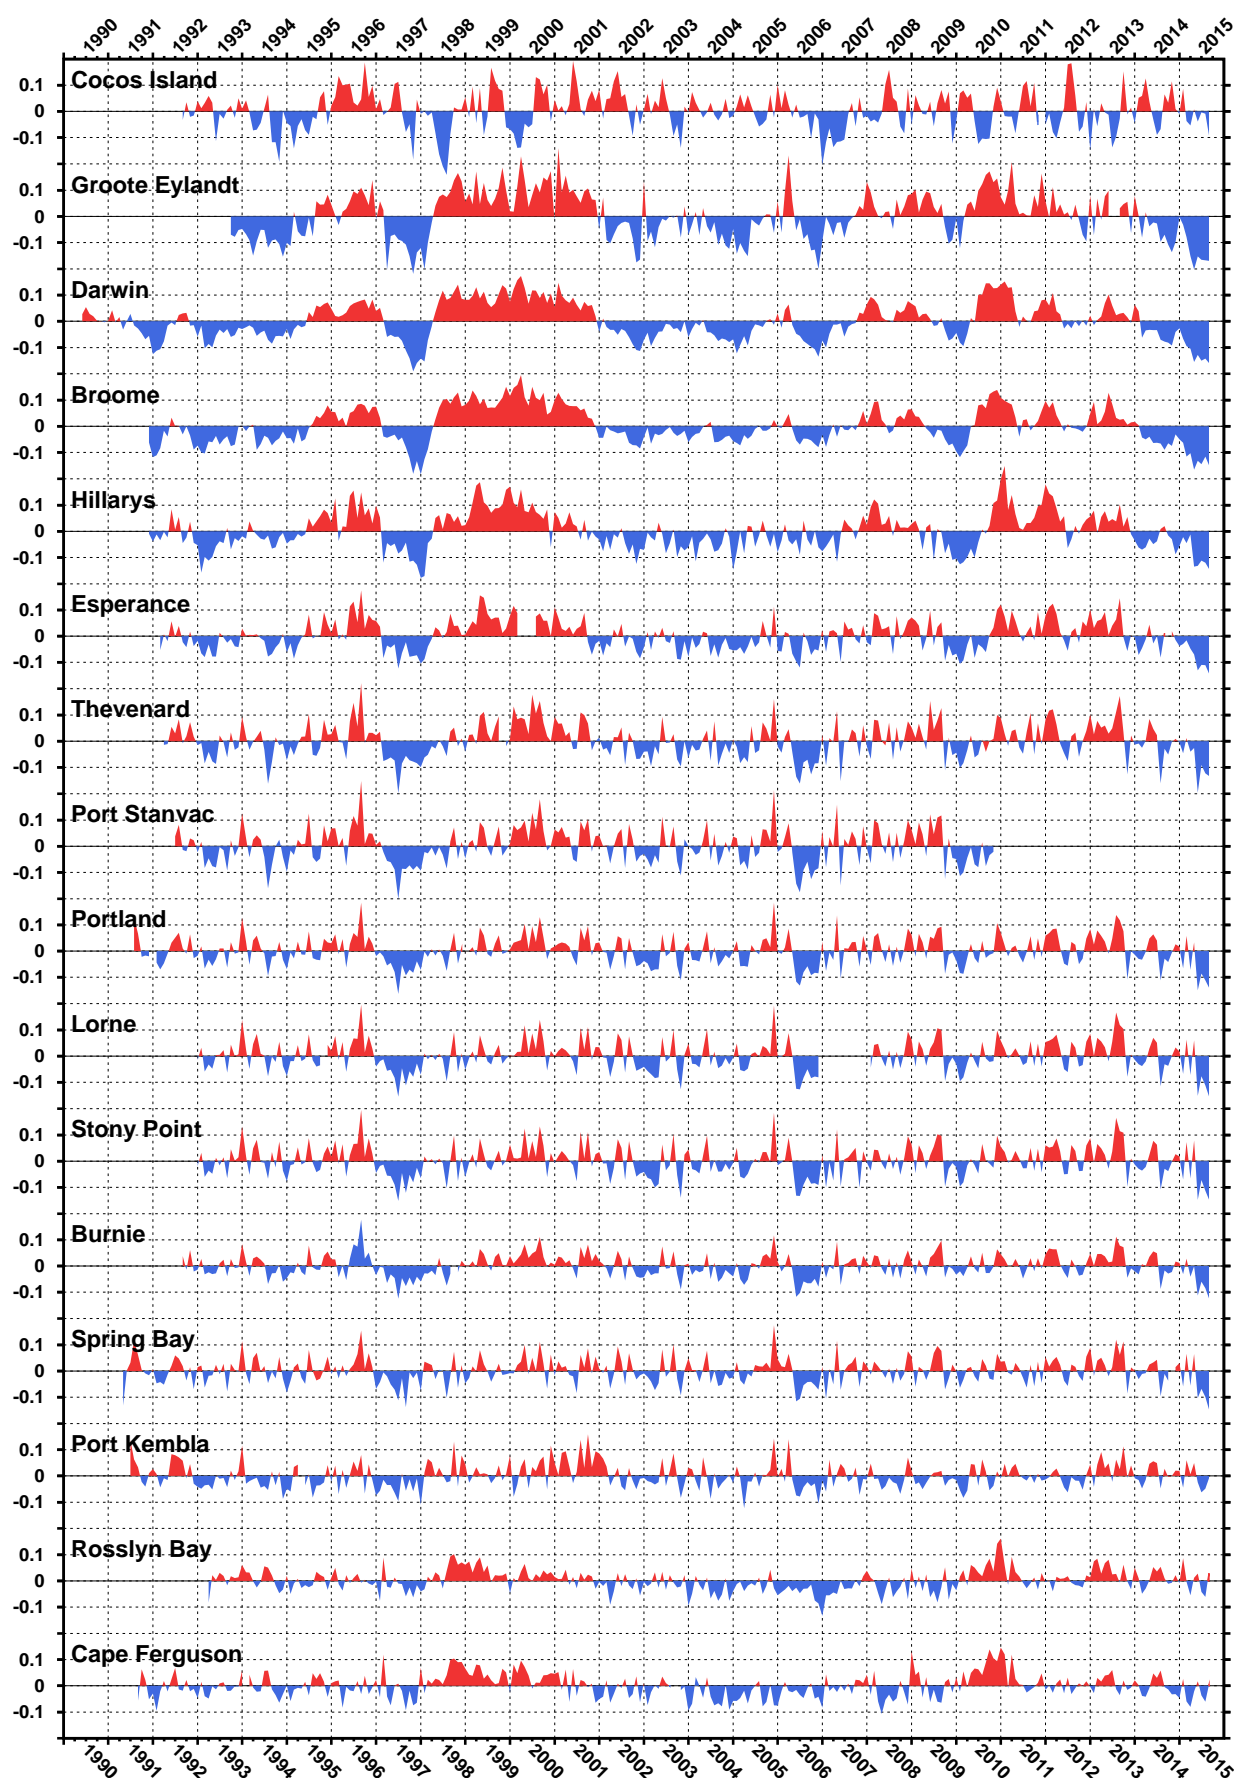 1990 1991 1992 1993 1994 1995 1996 1997 1998 1999 2000 2001 2002 2003 2004 2005 2006 2007 2008 2009 2010 2011 2012 2013 2014 2015
Cocos Island
0.1
0
-0.1
Groote Eylandt
0.1
0
-0.1
Darwin
0.1
0
-0.1
Broome
0.1
0
-0.1
Hillarys
0.1
0
-0.1
Esperance
0.1
0
-0.1
Thevenard
0.1
0
-0.1
Port Stanvac
0.1
0
-0.1
Portland
0.1
0
-0.1
Lorne
0.1
0
-0.1
Stony Point
0.1
0
-0.1
Burnie
0.1
0
-0.1
Spring Bay
0.1
0
-0.1
Port Kembla
0.1
0
-0.1
Rosslyn Bay
0.1
0
-0.1
Cape Ferguson
0.1
0
-0.1
1990 1991 1992 1993 1994 1995 1996 1997 1998 1999 2000 2001 2002 2003 2004 2005 2006 2007 2008 2009 2010 2011 2012 2013 2014 2015